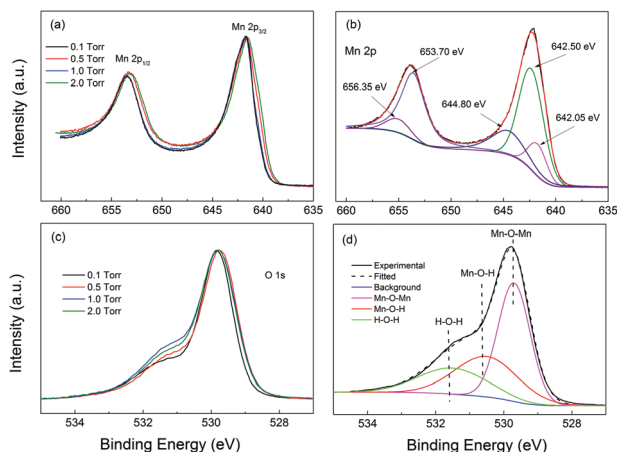 (a)
0.1 Torr
0.5 Torr
1.0 Torr
2.0 Torr
Mn 2p1/2
Mn 2p3/2
Intensity (a.u.)
660 655 650 645 640 635
(b)
Mn 2p
653.70 eV
656.35 eV
644.80 eV
642.50 eV
642.05 eV
660 655 650 645 640 635
(c)
0.1 Torr
0.5 Torr
1.0 Torr
2.0 Torr
O 1s
Intensity (a.u.)
534 532 530 528
Binding Energy (eV)
(d)
Experimental
Fitted
Background
Mn-O-Mn
Mn-O-H
H-O-H
H-O-H
Mn-O-H
Mn-O-Mn
534 532 530 528
Binding Energy (eV)